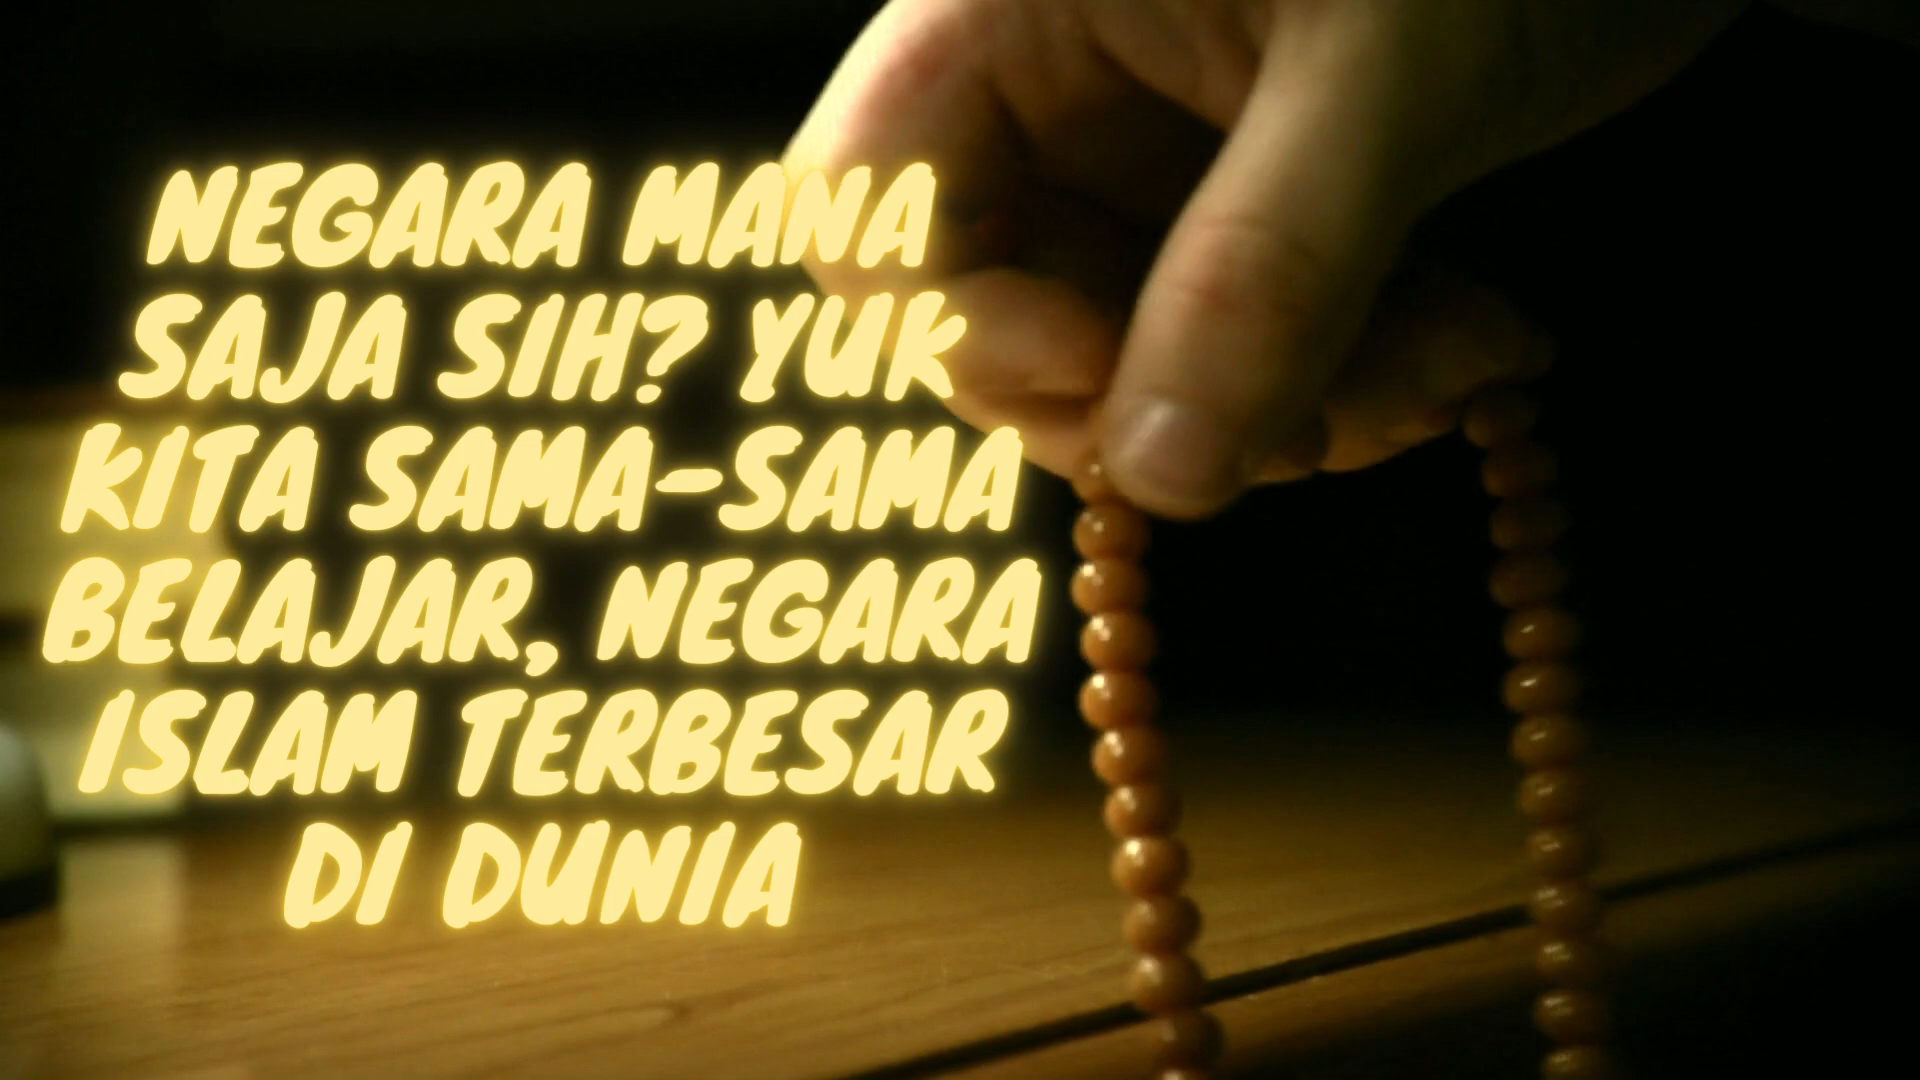 NEGARA MANA
SAJA SIH? YUK
KITA SAMA-SAMA
BELAJAR, NEGARA
ISLAM TERBESAR
DI DUNIA